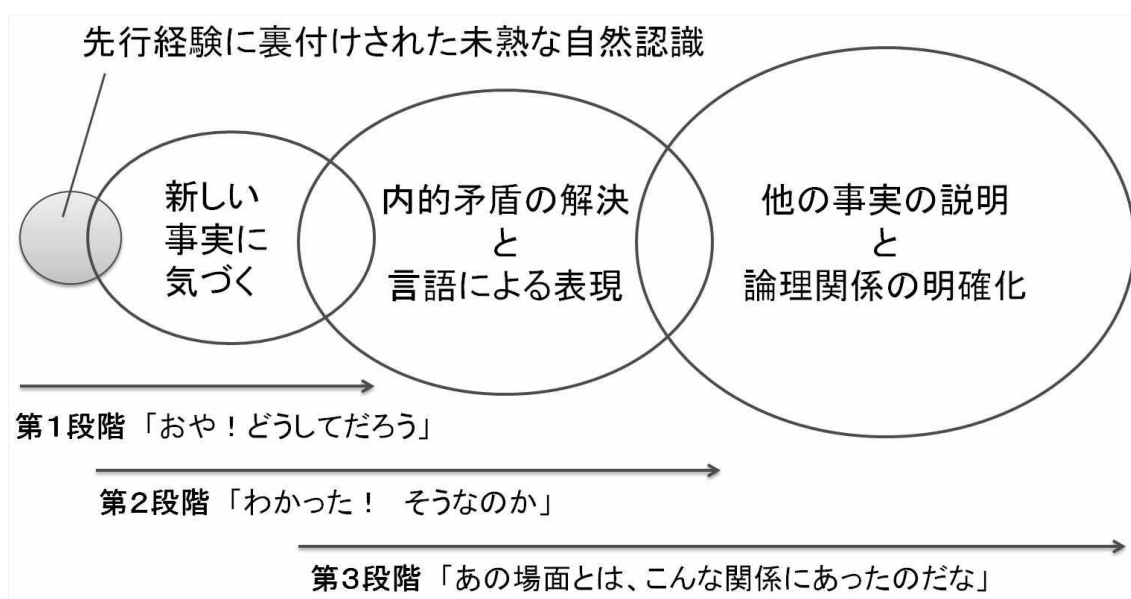 先行経験に裏付けされた未熟な自然認識
新しい
事実に
気づく
内的矛盾の解決
と
言語による表現
他の事実の説明
と
論理関係の明確化
第1段階「おや！どうしてだろう」
第2段階「わかった！　そうなのか」
第3段階「あの場面とは、こんな関係にあったのだな」